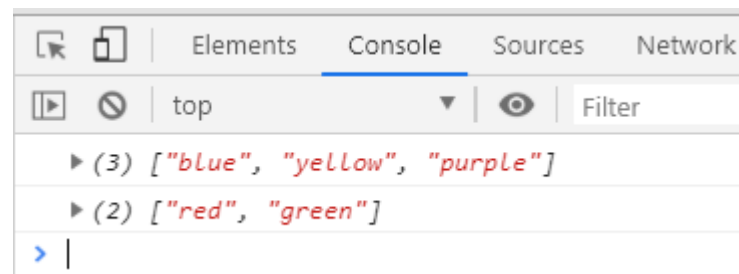 Elements Console Sources Network
top Filter
(3) ["blue", "yellow", "purple"]
(2) ["red", "green"]
>